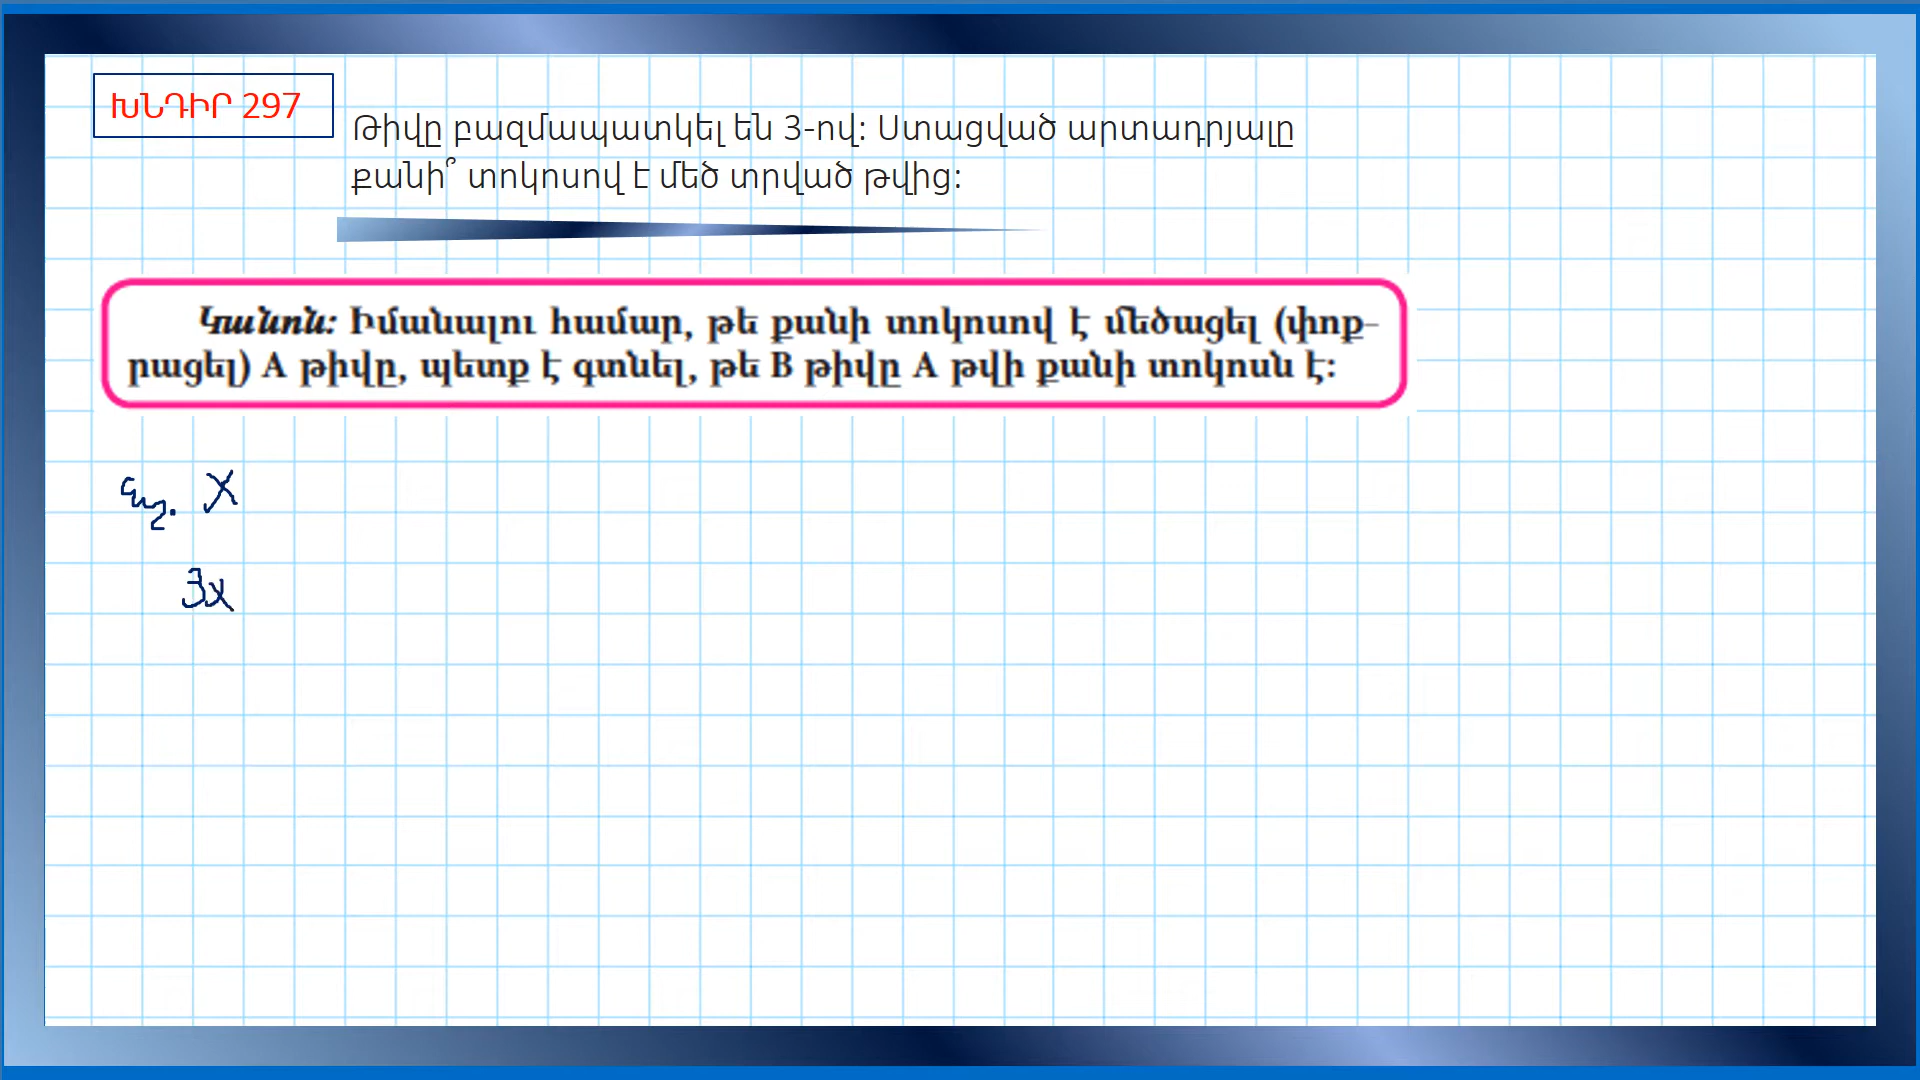 ԽՆԴԻՐ 297
Թիվը բազմապատկել են 3-ով: Ստացված արտադրյալը
քանի՞ տոկոսով է մեծ տրված թվից:
Կանոն: Իմանալու համար, թե քանի տոկոսով է մեծացել (փոք-
րացել) A թիվը, պետք է գտնել, թե B թիվը A թվի քանի տոկոսն է:
X
3x